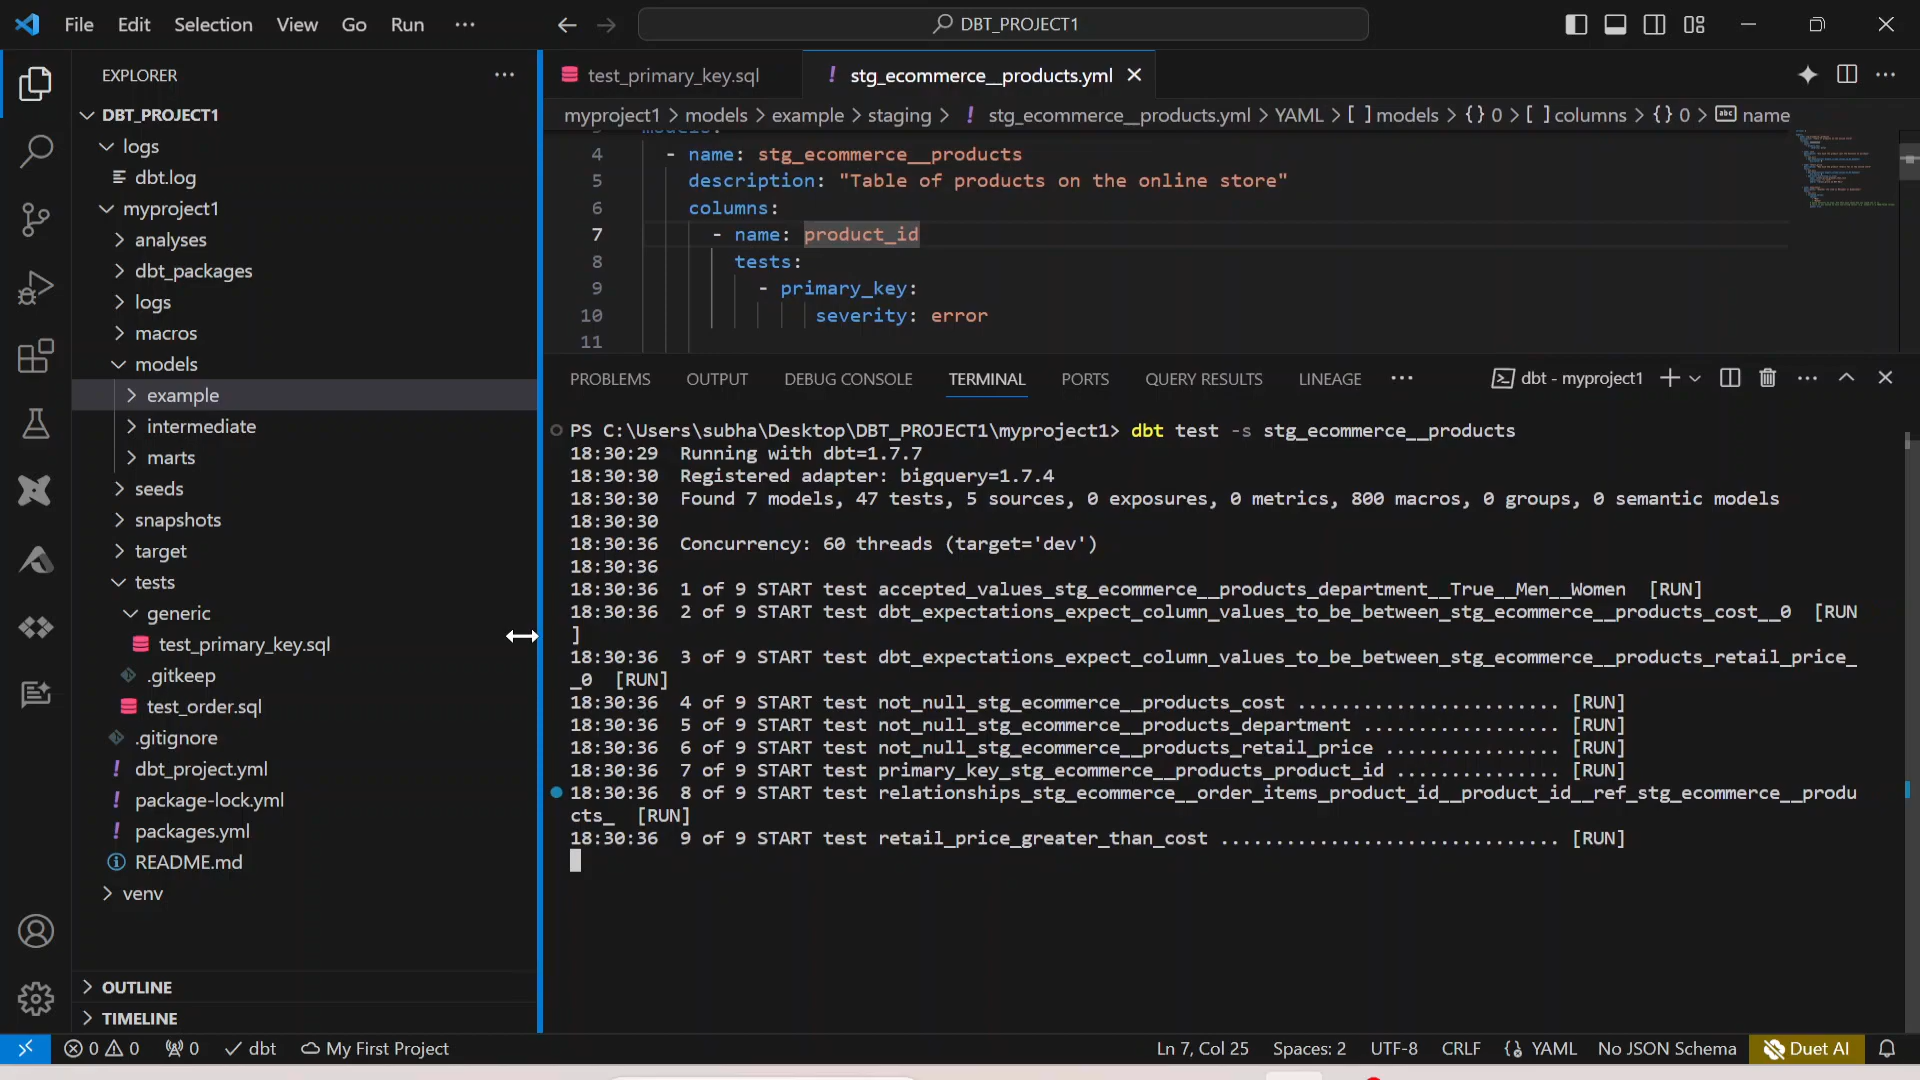 File Edit Selection View Go Run ...
DBT_PROJECT1
EXPLORER
DBT_PROJECT1
logs
dbt.log
myproject1
analyses
dbt_packages
logs
macros
models
example
intermediate
marts
seeds
snapshots
target
tests
generic
test_primary_key.sql
.gitkeep
test_order.sql
.gitignore
dbt_project.yml
package-lock.yml
packages.yml
README.md
venv
OUTLINE
TIMELINE
test_primary_key.sql
! stg_ecommerce__products.yml
myproject1 > models > example > staging > ! stg_ecommerce__products.yml > YAML > [ ] models > {} 0 > [ ] columns > {} 0 > abc name
models:
4 - name: stg_ecommerce__products
5 description: "Table of products on the online store"
6 columns:
7 - name: product_id
8 tests:
9 - primary_key:
10 severity: error
11
PROBLEMS OUTPUT DEBUG CONSOLE TERMINAL PORTS QUERY RESULTS LINEAGE ... dbt - myproject1
PS C:\Users\subha\Desktop\DBT_PROJECT1\myproject1> dbt test -s stg_ecommerce__products
18:30:29 Running with dbt=1.7.7
18:30:30 Registered adapter: bigquery=1.7.4
18:30:30 Found 7 models, 47 tests, 5 sources, 0 exposures, 0 metrics, 800 macros, 0 groups, 0 semantic models
18:30:30
18:30:36 Concurrency: 60 threads (target='dev')
18:30:36
18:30:36 1 of 9 START test accepted_values_stg_ecommerce__products_department__True__Men__Women [RUN]
18:30:36 2 of 9 START test dbt_expectations_expect_column_values_to_be_between_stg_ecommerce__products_cost__0 [RUN
]
18:30:36 3 of 9 START test dbt_expectations_expect_column_values_to_be_between_stg_ecommerce__products_retail_price_
_0 [RUN]
18:30:36 4 of 9 START test not_null_stg_ecommerce__products_cost ........................ [RUN]
18:30:36 5 of 9 START test not_null_stg_ecommerce__products_department .................. [RUN]
18:30:36 6 of 9 START test not_null_stg_ecommerce__products_retail_price ................ [RUN]
18:30:36 7 of 9 START test primary_key_stg_ecommerce__products_product_id ............... [RUN]
18:30:36 8 of 9 START test relationships_stg_ecommerce__order_items_product_id__product_id__ref_stg_ecommerce__produ
cts_ [RUN]
18:30:36 9 of 9 START test retail_price_greater_than_cost ............................... [RUN]
0 0 0 dbt My First Project Ln 7, Col 25 Spaces: 2 UTF-8 CRLF {} YAML No JSON Schema Duet AI